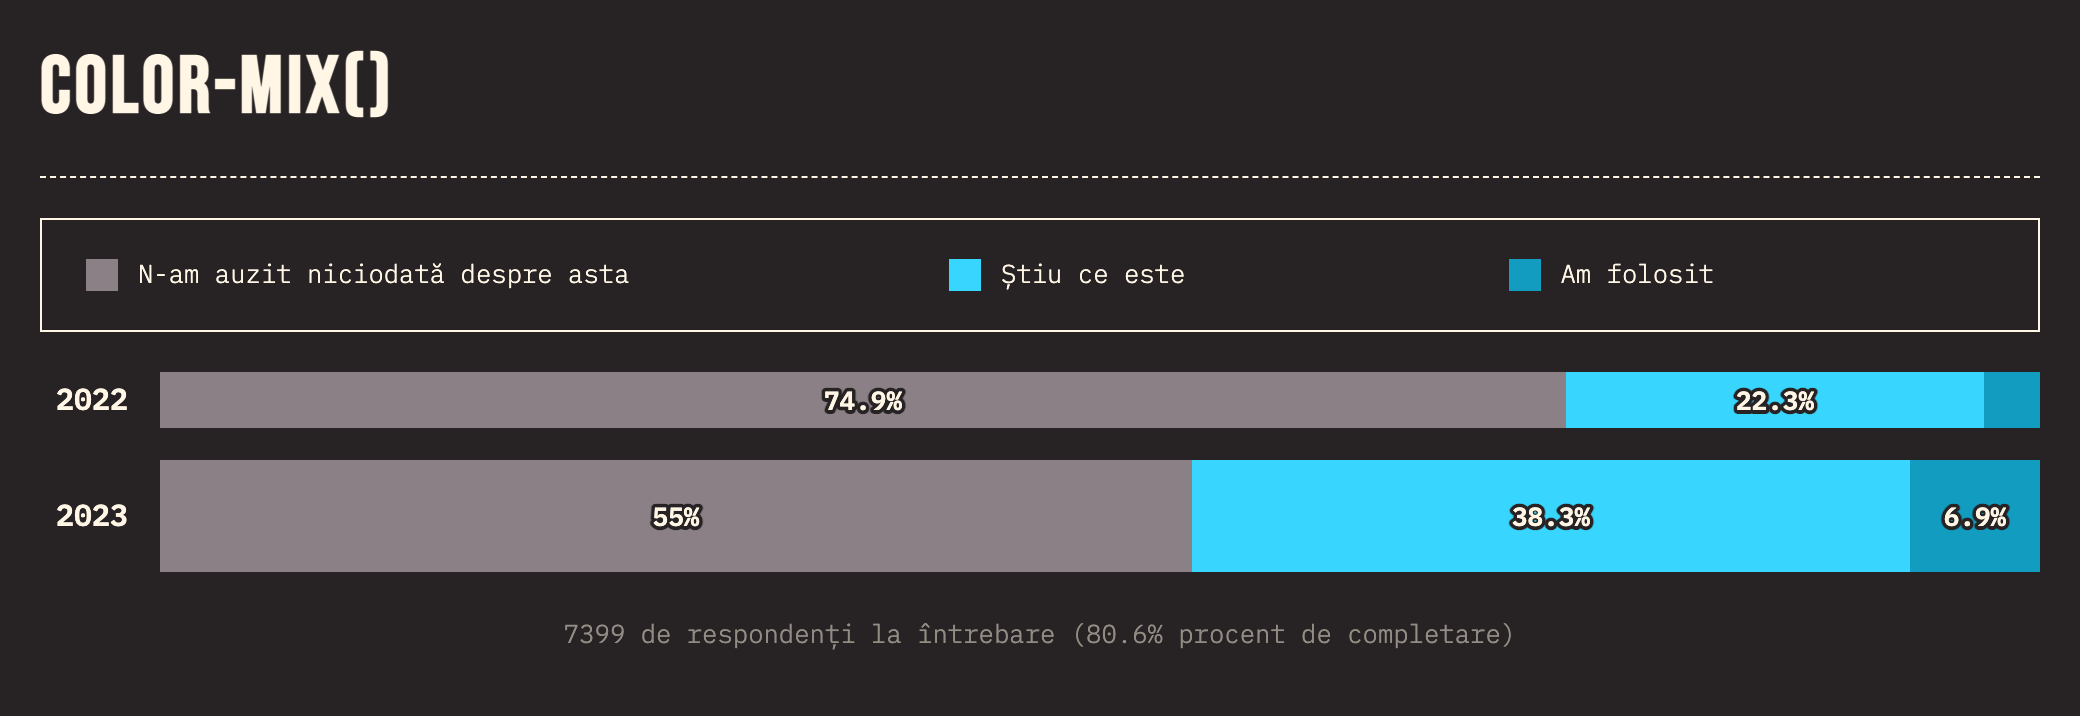 COLOR-MIX()
N-am auzit niciodată despre asta
Știu ce este
Am folosit
2022 74.9% 22.3%
2023 55% 38.3% 6.9%
7399 de respondenți la întrebare (80.6% procent de completare)